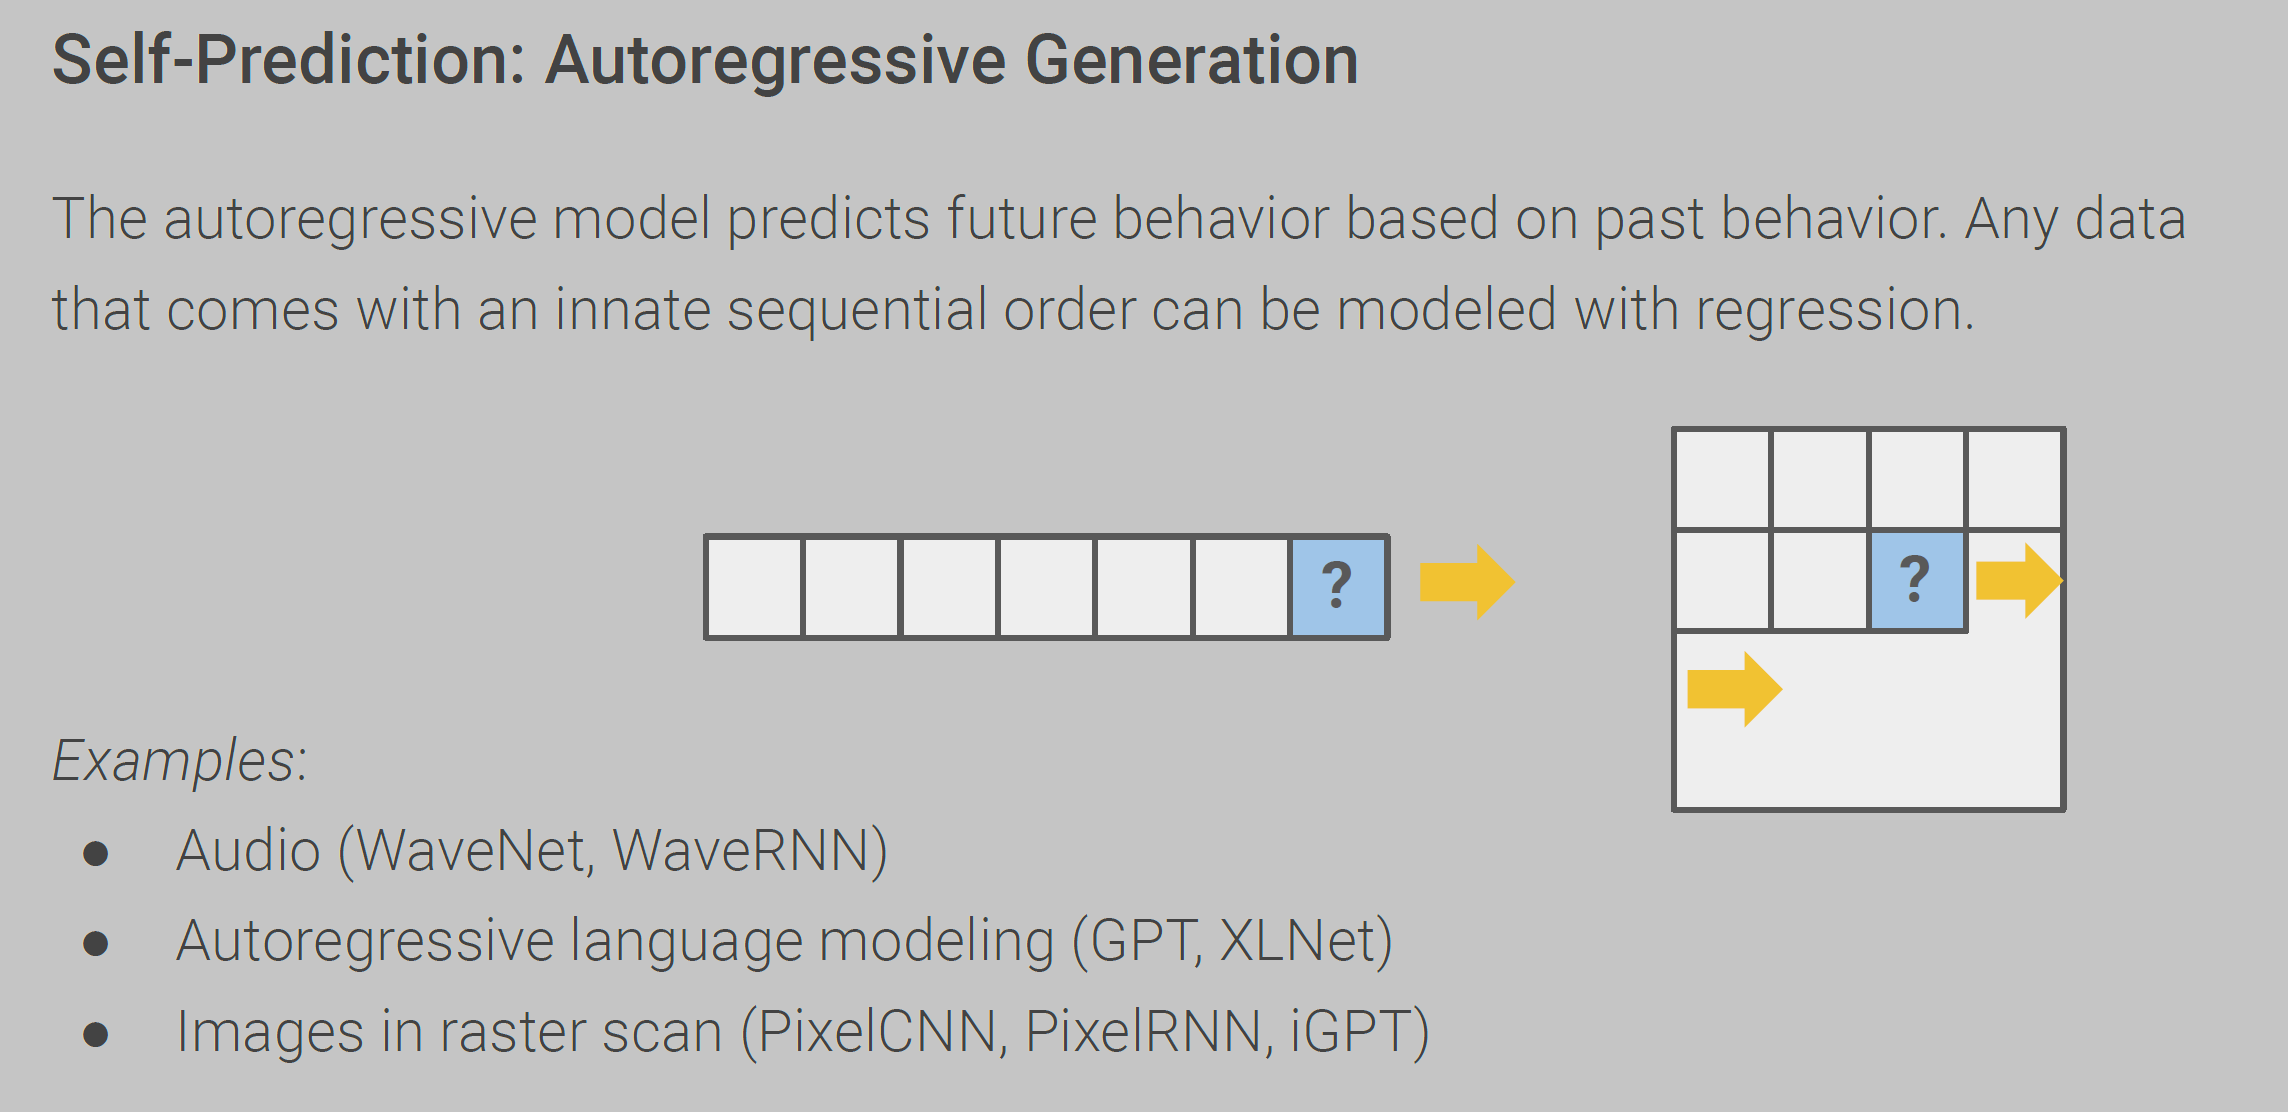 Self-Prediction: Autoregressive Generation
The autoregressive model predicts future behavior based on past behavior. Any data
that comes with an innate sequential order can be modeled with regression.
?
?
Examples:
● Audio (WaveNet, WaveRNN)
● Autoregressive language modeling (GPT, XLNet)
● Images in raster scan (PixelCNN, PixelRNN, iGPT)